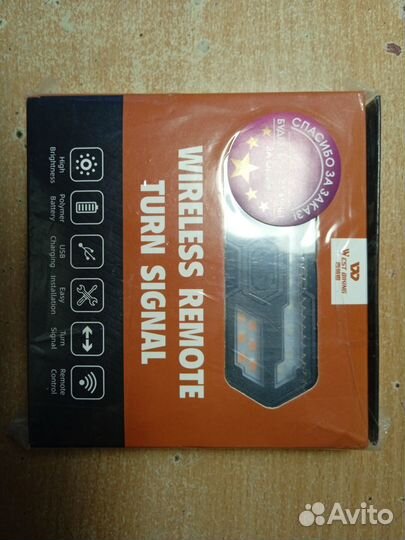 WIRELESS REMOTE
TURN SIGNAL
СПАСИБО ЗА ЗАКАЗ!
WEST BIKING
High
Brightness
Polymer
Battery
USB
Charging
Easy
Installation
Turn
Signal
Remote
Control
Avito